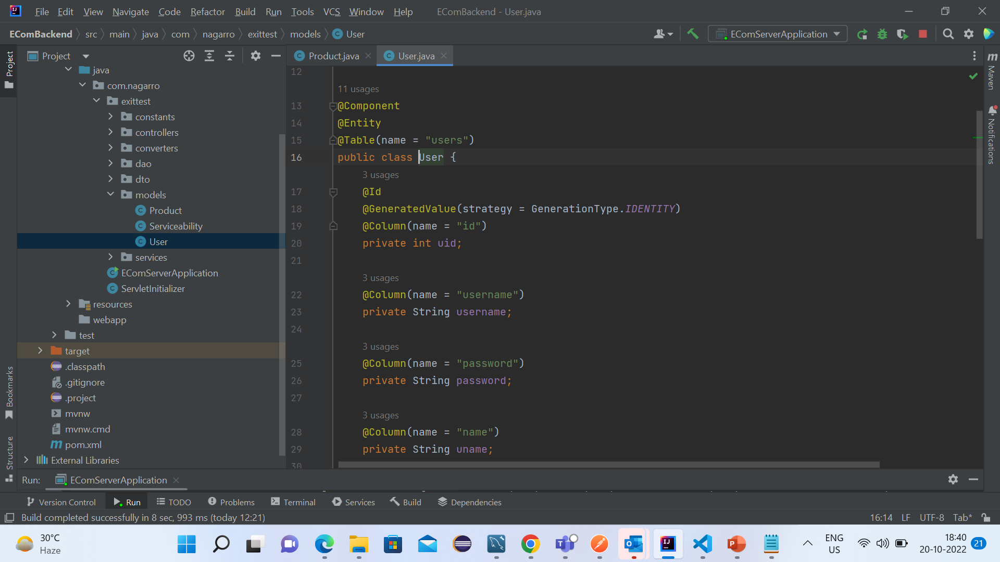 File Edit View Navigate Code Refactor Build Run Tools VCS Window Help EComBackend - User.java
EComBackend src main java com nagarro exittest models User EComServerApplication
Project
Project
Product.java
User.java
java
com.nagarro
exittest
constants
controllers
converters
dao
dto
models
Product
Serviceability
User
services
EComServerApplication
ServletInitializer
resources
webapp
test
target
.classpath
.gitignore
.project
mvnw
mvnw.cmd
pom.xml
External Libraries
Bookmarks
Structure
12
11 usages
13 @Component
14 @Entity
15 @Table(name = "users")
16 public class User {
3 usages
17 @Id
18 @GeneratedValue(strategy = GenerationType.IDENTITY)
19 @Column(name = "id")
20 private int uid;
21
3 usages
22 @Column(name = "username")
23 private String username;
24
3 usages
25 @Column(name = "password")
26 private String password;
27
3 usages
28 @Column(name = "name")
29 private String uname;
30
Maven
Notifications
Run: EComServerApplication
Version Control Run TODO Problems Terminal Services Build Dependencies
Build completed successfully in 8 sec, 993 ms (today 12:21) 16:14 LF UTF-8 Tab*
30°C
Haze
ENG
US
18:40
20-10-2022
21